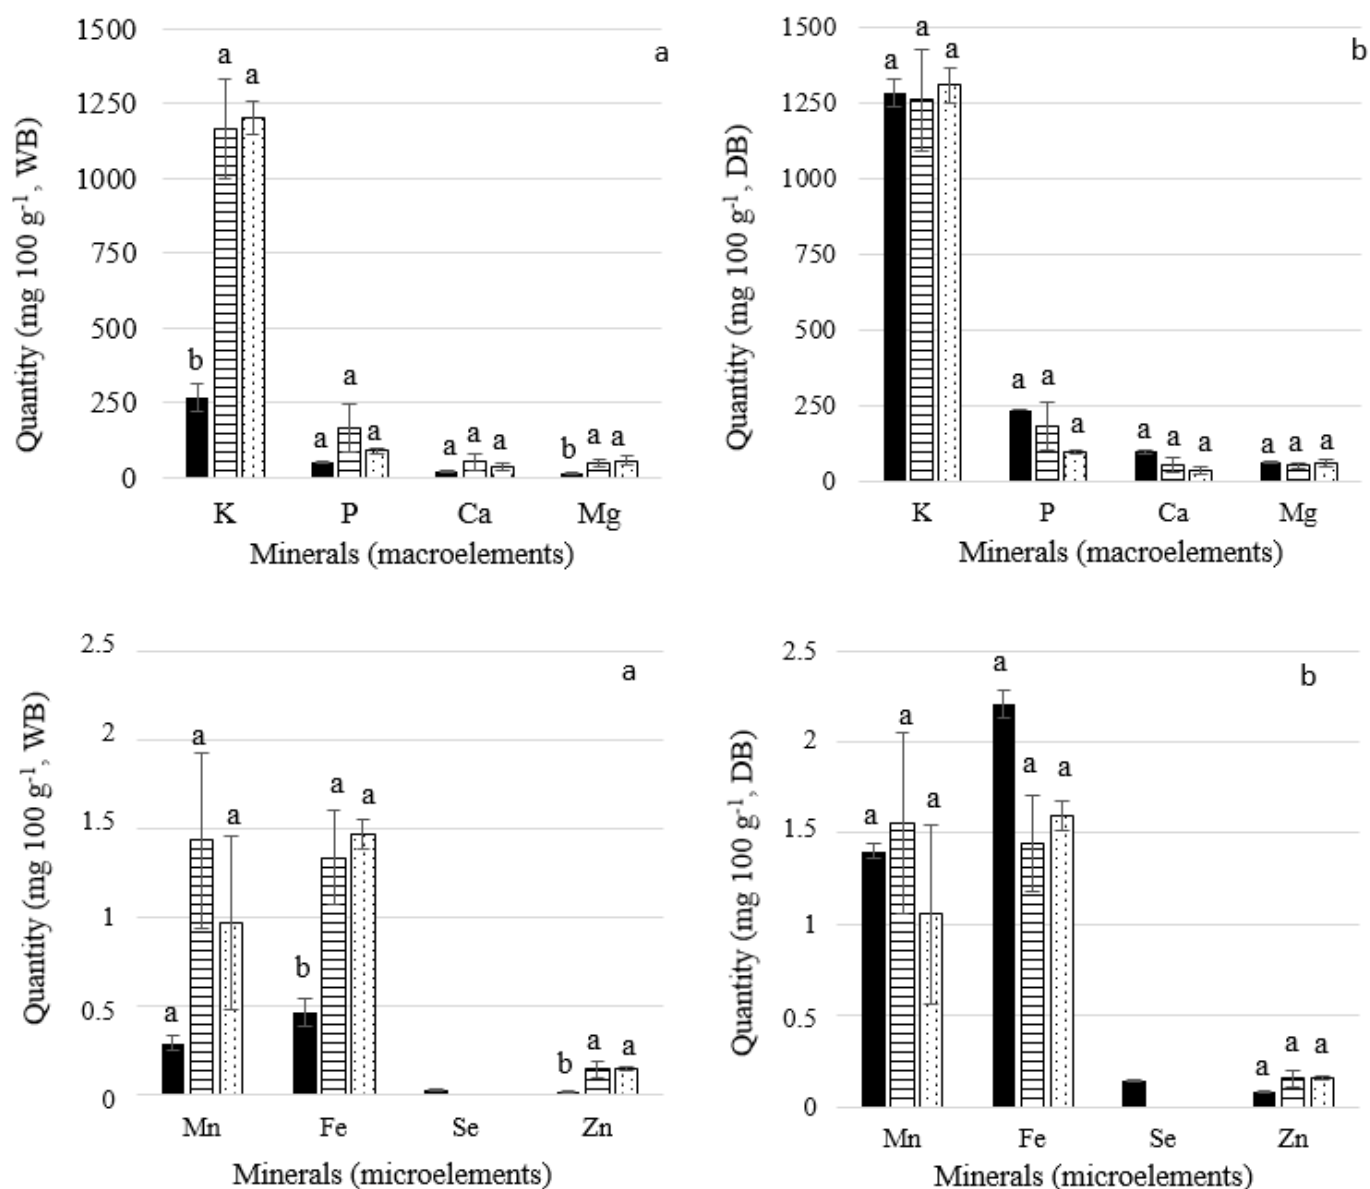 1500
1250
1000
750
500
250
0
Quantity (mg 100 g⁻¹, WB)
a
b a a
a a a
a a a
b a a
K P Ca Mg
Minerals (macroelements)
1500
1250
1000
750
500
250
0
Quantity (mg 100 g⁻¹, DB)
b
a a a
a a a
a a a
a a a
K P Ca Mg
Minerals (macroelements)
2.5
2
1.5
1
0.5
0
Quantity (mg 100 g⁻¹, WB)
a
a a a
b a a
b a a
Mn Fe Se Zn
Minerals (microelements)
2.5
2
1.5
1
0.5
0
Quantity (mg 100 g⁻¹, DB)
b
a a a
a a a
a a a
Mn Fe Se Zn
Minerals (microelements)